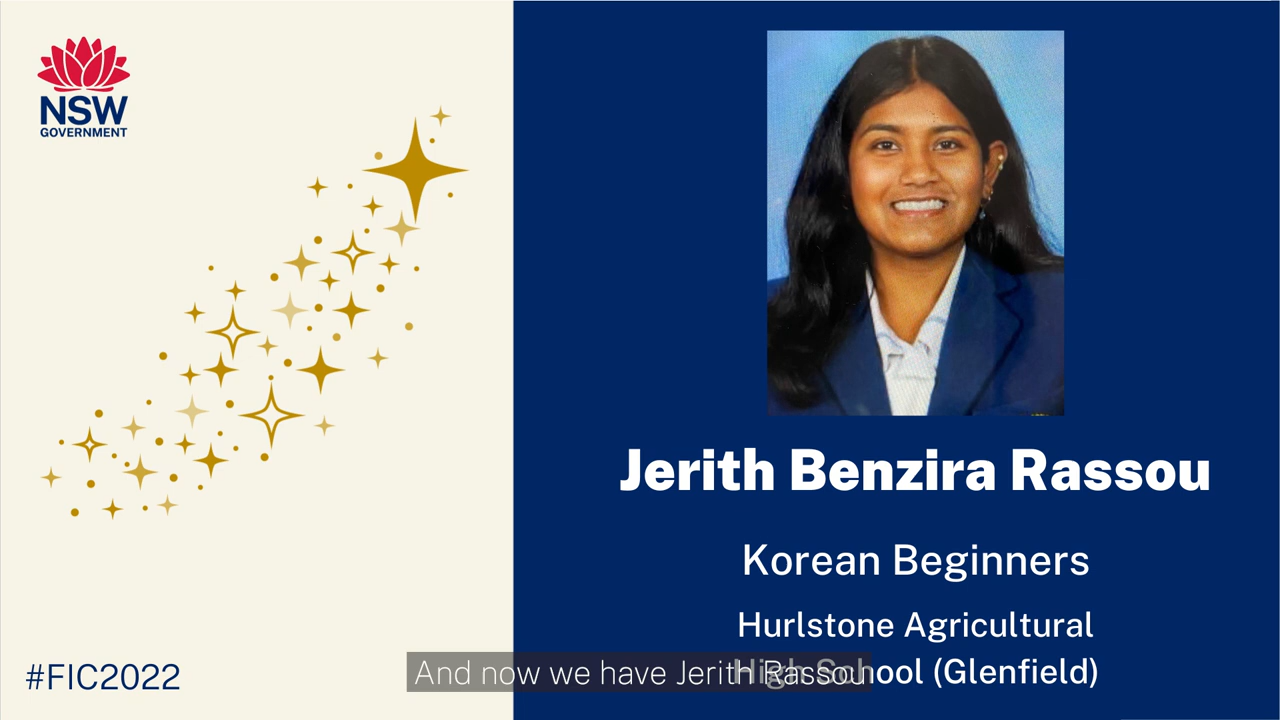 NSW
GOVERNMENT
Jerith Benzira Rassou
Korean Beginners
Hurlstone Agricultural
High School (Glenfield)
And now we have Jerith Rassou
#FIC2022